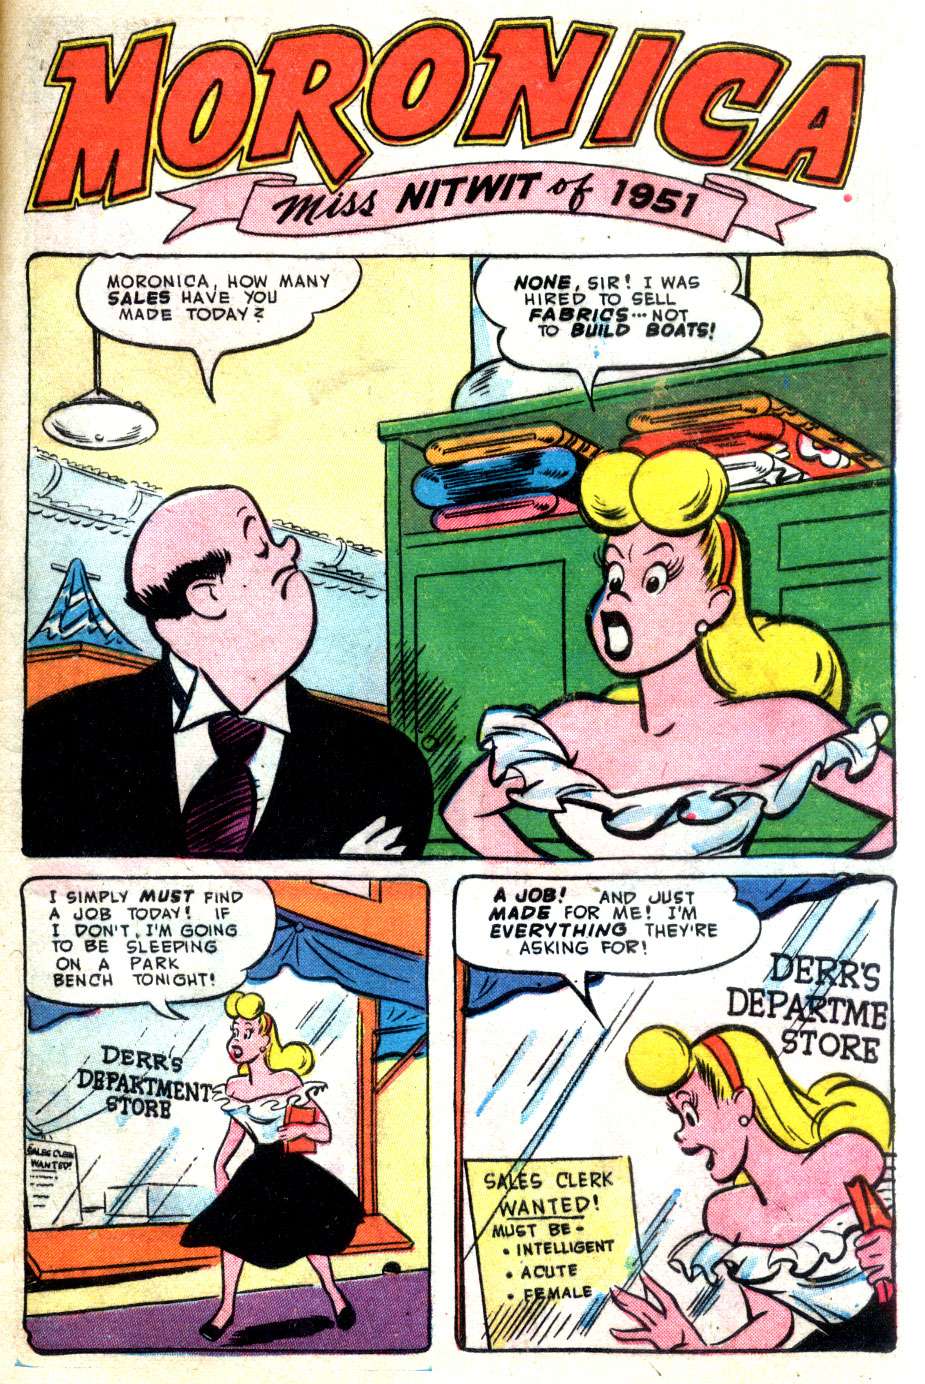 MORONICA
Miss NITWIT of 1951
MORONICA, HOW MANY
SALES HAVE YOU
MADE TODAY?
NONE, SIR! I WAS
HIRED TO SELL
FABRICS... NOT
TO BUILD BOATS!
I SIMPLY MUST FIND
A JOB TODAY! IF
I DON'T, I'M GOING
TO BE SLEEPING
ON A PARK
BENCH TONIGHT!
DERR'S
DEPARTMENT
STORE
SALES CLERK
WANTED!
A JOB! AND JUST
MADE FOR ME! I'M
EVERYTHING THEY'RE
ASKING FOR!
DERR'S
DEPARTME
STORE
SALES CLERK
WANTED!
MUST BE -
• INTELLIGENT
• ACUTE
• FEMALE